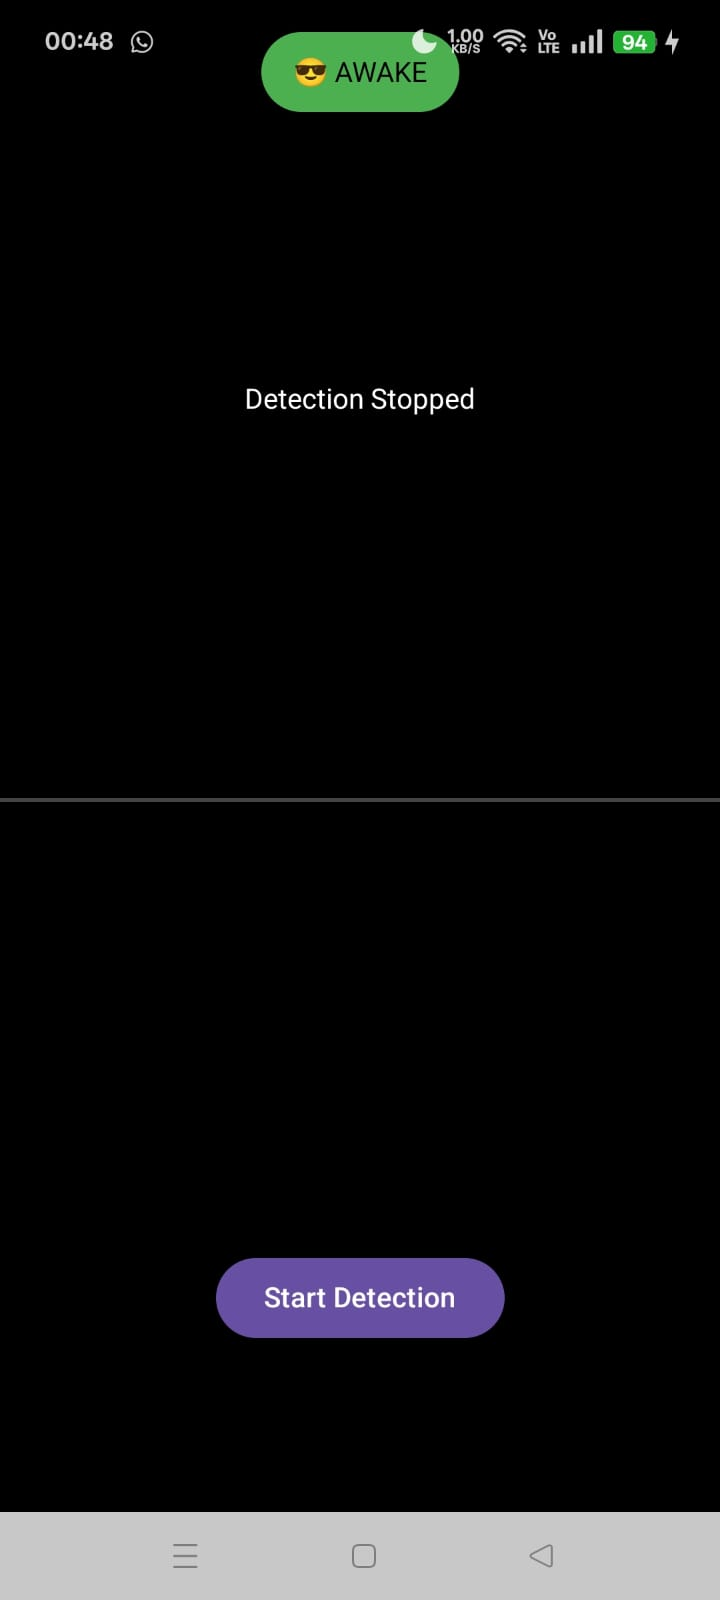 00:48
1.00
KB/S
Vo
LTE
94
😎 AWAKE
Detection Stopped
Start Detection